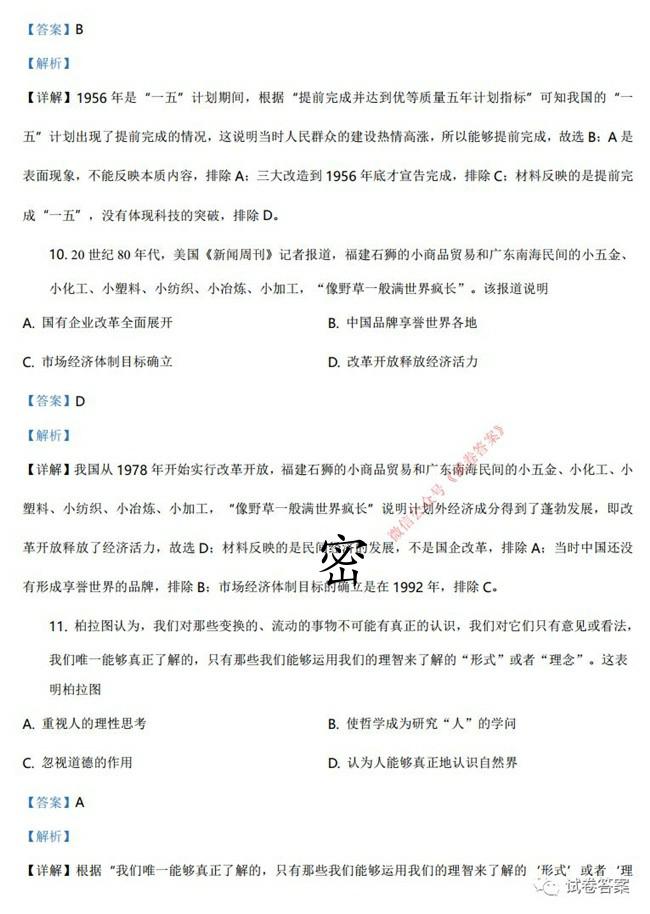 【答案】B
【解析】
【详解】1956 年是“一五”计划期间，根据“提前完成并达到优等质量五年计划指标”可知我国的“一
五”计划出现了提前完成的情况，这说明当时人民群众的建设热情高涨，所以能够提前完成，故选 B；A 是
表面现象，不能反映本质内容，排除 A；三大改造到 1956 年底才宣告完成，排除 C；材料反映的是提前完
成“一五”，没有体现科技的突破，排除 D。
10. 20 世纪 80 年代，美国《新闻周刊》记者报道，福建石狮的小商品贸易和广东南海民间的小五金、
小化工、小塑料、小纺织、小冶炼、小加工，“像野草一般满世界疯长”。该报道说明
A. 国有企业改革全面展开 B. 中国品牌享誉世界各地
C. 市场经济体制目标确立 D. 改革开放释放经济活力
【答案】D
【解析】
【详解】我国从 1978 年开始实行改革开放，福建石狮的小商品贸易和广东南海民间的小五金、小化工、小
塑料、小纺织、小冶炼、小加工，“像野草一般满世界疯长”说明计划外经济成分得到了蓬勃发展，即改
革开放释放了经济活力，故选 D；材料反映的是民间经济的发展，不是国企改革，排除 A；当时中国还没
有形成享誉世界的品牌，排除 B；市场经济体制目标的确立是在 1992 年，排除 C。
微信公众号《试卷答案》
密
11. 柏拉图认为，我们对那些变换的、流动的事物不可能有真正的认识，我们对它们只有意见或看法，
我们唯一能够真正了解的，只有那些我们能够运用我们的理智来了解的“形式”或者“理念”。这表
明柏拉图
A. 重视人的理性思考 B. 使哲学成为研究“人”的学问
C. 忽视道德的作用 D. 认为人能够真正地认识自然界
【答案】A
【解析】
【详解】根据“我们唯一能够真正了解的，只有那些我们能够运用我们的理智来了解的‘形式’或者‘理
试卷答案